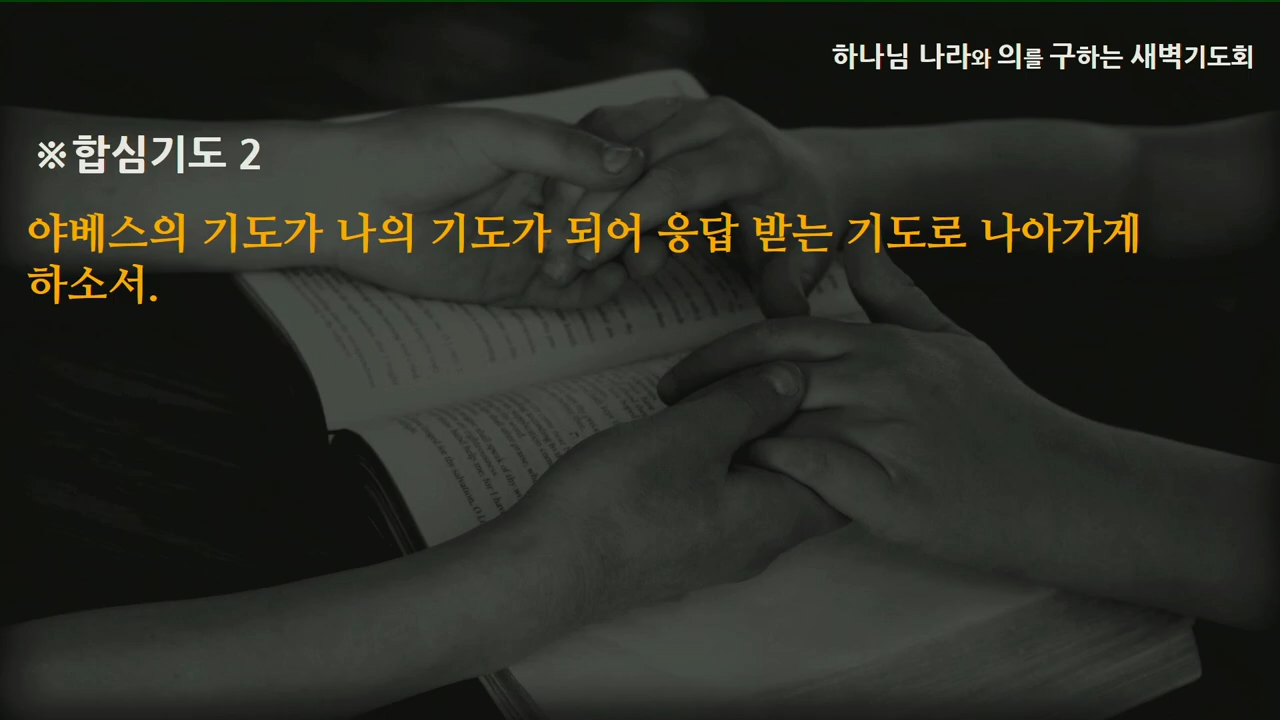 하나님 나라와 의를 구하는 새벽기도회
※합심기도 2
야베스의 기도가 나의 기도가 되어 응답 받는 기도로 나아가게
하소서.